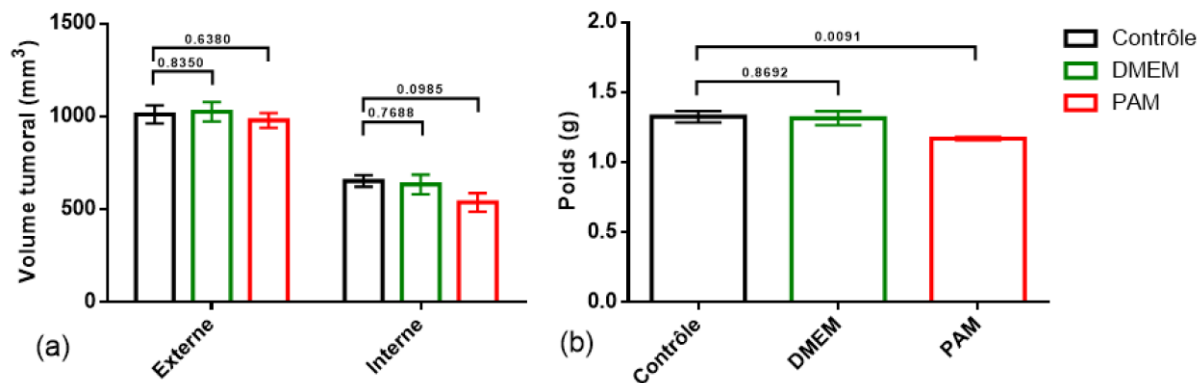 1500
1000
500
0
Volume tumoral (mm³)
0.6380
0.8350
0.0985
0.7688
Externe
Interne
(a)
2.0
1.5
1.0
0.5
0.0
Poids (g)
0.0091
0.8692
Contrôle
DMEM
PAM
(b)
Contrôle
DMEM
PAM